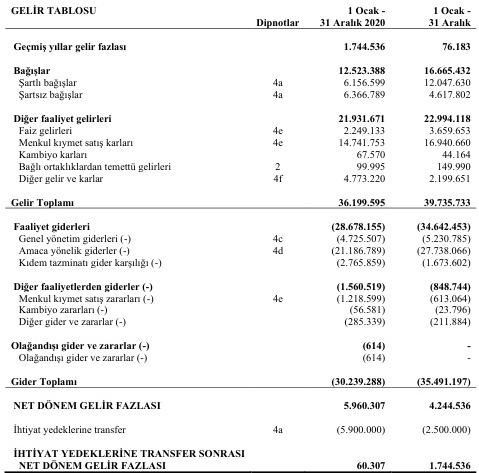 GELİR TABLOSU 1 Ocak - 1 Ocak -
Dipnotlar 31 Aralık 2020 31 Aralık
Geçmiş yıllar gelir fazlası 1.744.536 76.183
Bağışlar 12.523.388 16.665.432
Şartlı bağışlar 4a 6.156.599 12.047.630
Şartsız bağışlar 4a 6.366.789 4.617.802
Diğer faaliyet gelirleri 21.931.671 22.994.118
Faiz gelirleri 4e 2.249.133 3.659.653
Menkul kıymet satış karları 4e 14.741.753 16.940.660
Kambiyo karları 67.570 44.164
Bağlı ortaklıklardan temettü gelirleri 2 99.995 149.990
Diğer gelir ve karlar 4f 4.773.220 2.199.651
Gelir Toplamı 36.199.595 39.735.733
Faaliyet giderleri (28.678.155) (34.642.453)
Genel yönetim giderleri (-) 4c (4.725.507) (5.230.785)
Amaca yönelik giderler (-) 4d (21.186.789) (27.738.066)
Kıdem tazminatı gider karşılığı (-) (2.765.859) (1.673.602)
Diğer faaliyetlerden giderler (-) (1.560.519) (848.744)
Menkul kıymet satış zararları (-) 4e (1.218.599) (613.064)
Kambiyo zararları (-) (56.581) (23.796)
Diğer gider ve zararlar (-) (285.339) (211.884)
Olağandışı gider ve zararlar (-) (614) -
Olağandışı gider ve zararlar (-) (614) -
Gider Toplamı (30.239.288) (35.491.197)
NET DÖNEM GELİR FAZLASI 5.960.307 4.244.536
İhtiyat yedeklerine transfer 4a (5.900.000) (2.500.000)
İHTİYAT YEDEKLERİNE TRANSFER SONRASI
NET DÖNEM GELİR FAZLASI 60.307 1.744.536